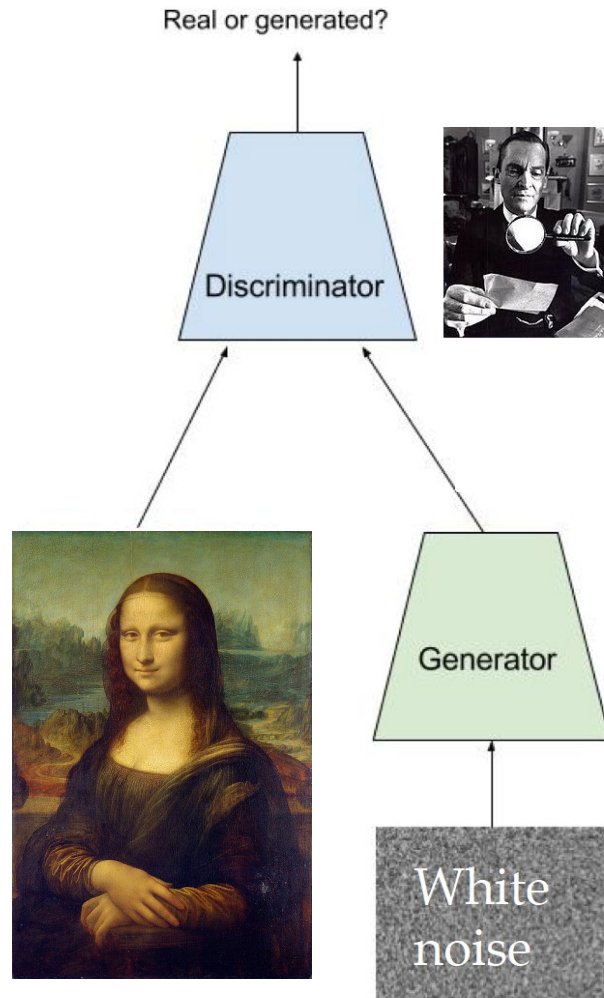 Real or generated?
Discriminator
Generator
White
noise